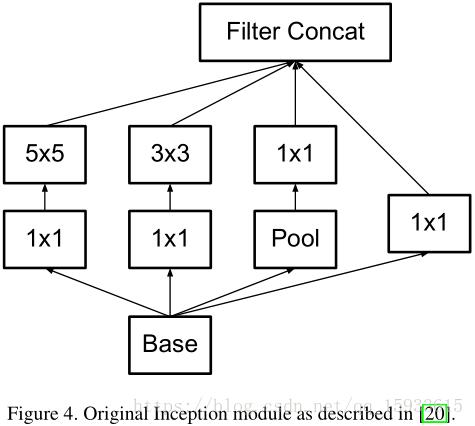 Filter Concat
5x5
3x3
1x1
1x1
1x1
Pool
1x1
Base
https://blog.csdn.net/qq_15938615
Figure 4. Original Inception module as described in [20].